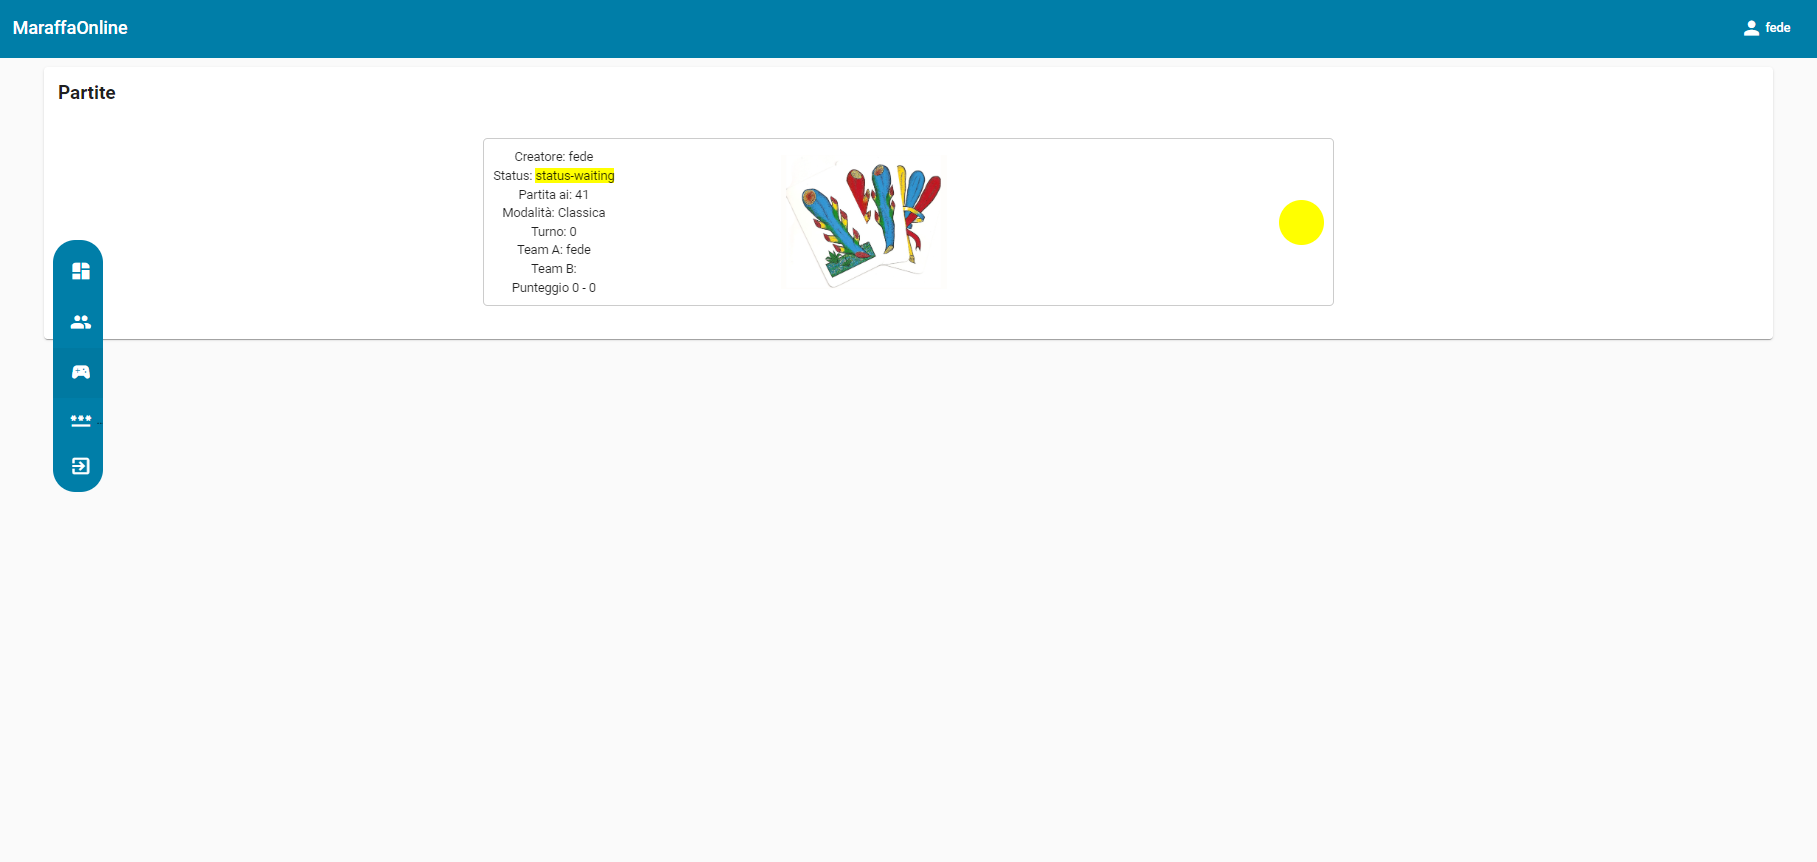 MaraffaOnline
fede
Partite
Creatore: fede
Status: status-waiting
Partita ai: 41
Modalità: Classica
Turno: 0
Team A: fede
Team B:
Punteggio 0 - 0